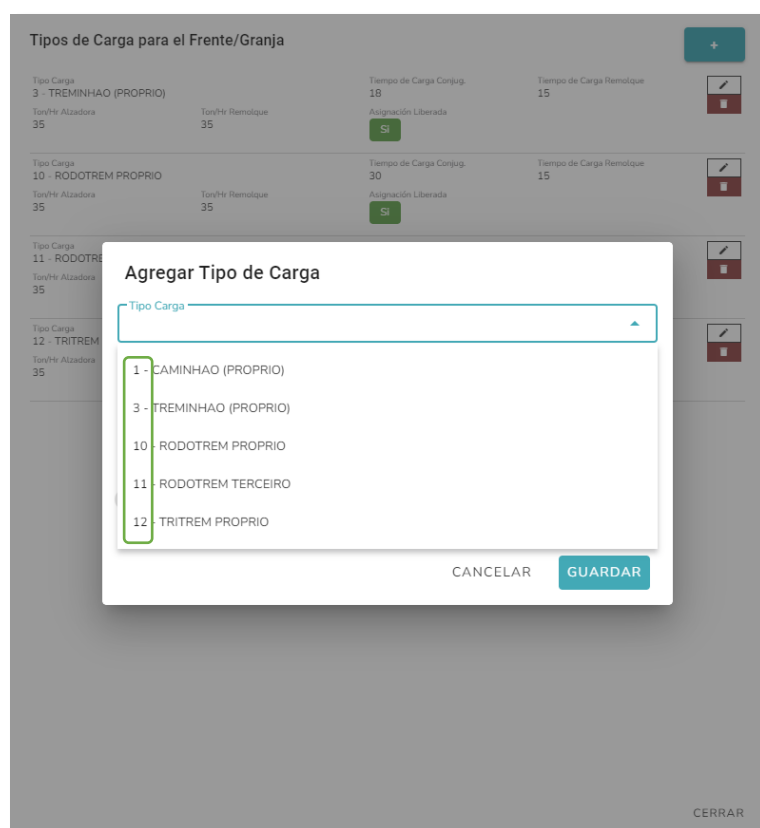 Tipos de Carga para el Frente/Granja
+
Tipo Carga Tiempo de Carga Conjug. Tiempo de Carga Remolque
3 - TREMINHAO (PROPRIO) 18 15
Ton/Hr Alzadora Ton/Hr Remolque Asignación Liberada
35 35 Si
Tipo Carga Tiempo de Carga Conjug. Tiempo de Carga Remolque
10 - RODOTREM PROPRIO 30 15
Ton/Hr Alzadora Ton/Hr Remolque Asignación Liberada
35 35 Si
Tipo Carga
11 - RODOTRE
Ton/Hr Alzadora
35
Tipo Carga
12 - TRITREM
Ton/Hr Alzadora
35
Agregar Tipo de Carga
Tipo Carga
1 - CAMINHAO (PROPRIO)
3 - TREMINHAO (PROPRIO)
10 - RODOTREM PROPRIO
11 - RODOTREM TERCEIRO
12 - TRITREM PROPRIO
CANCELAR GUARDAR
CERRAR